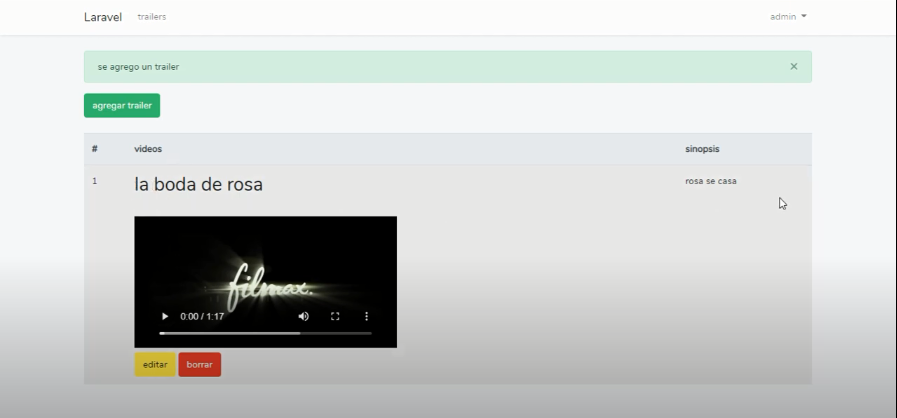 Laravel trailers admin
se agrego un trailer ×
agregar trailer
# videos sinopsis
1 la boda de rosa rosa se casa
filmax.
0:00 / 1:17
editar borrar